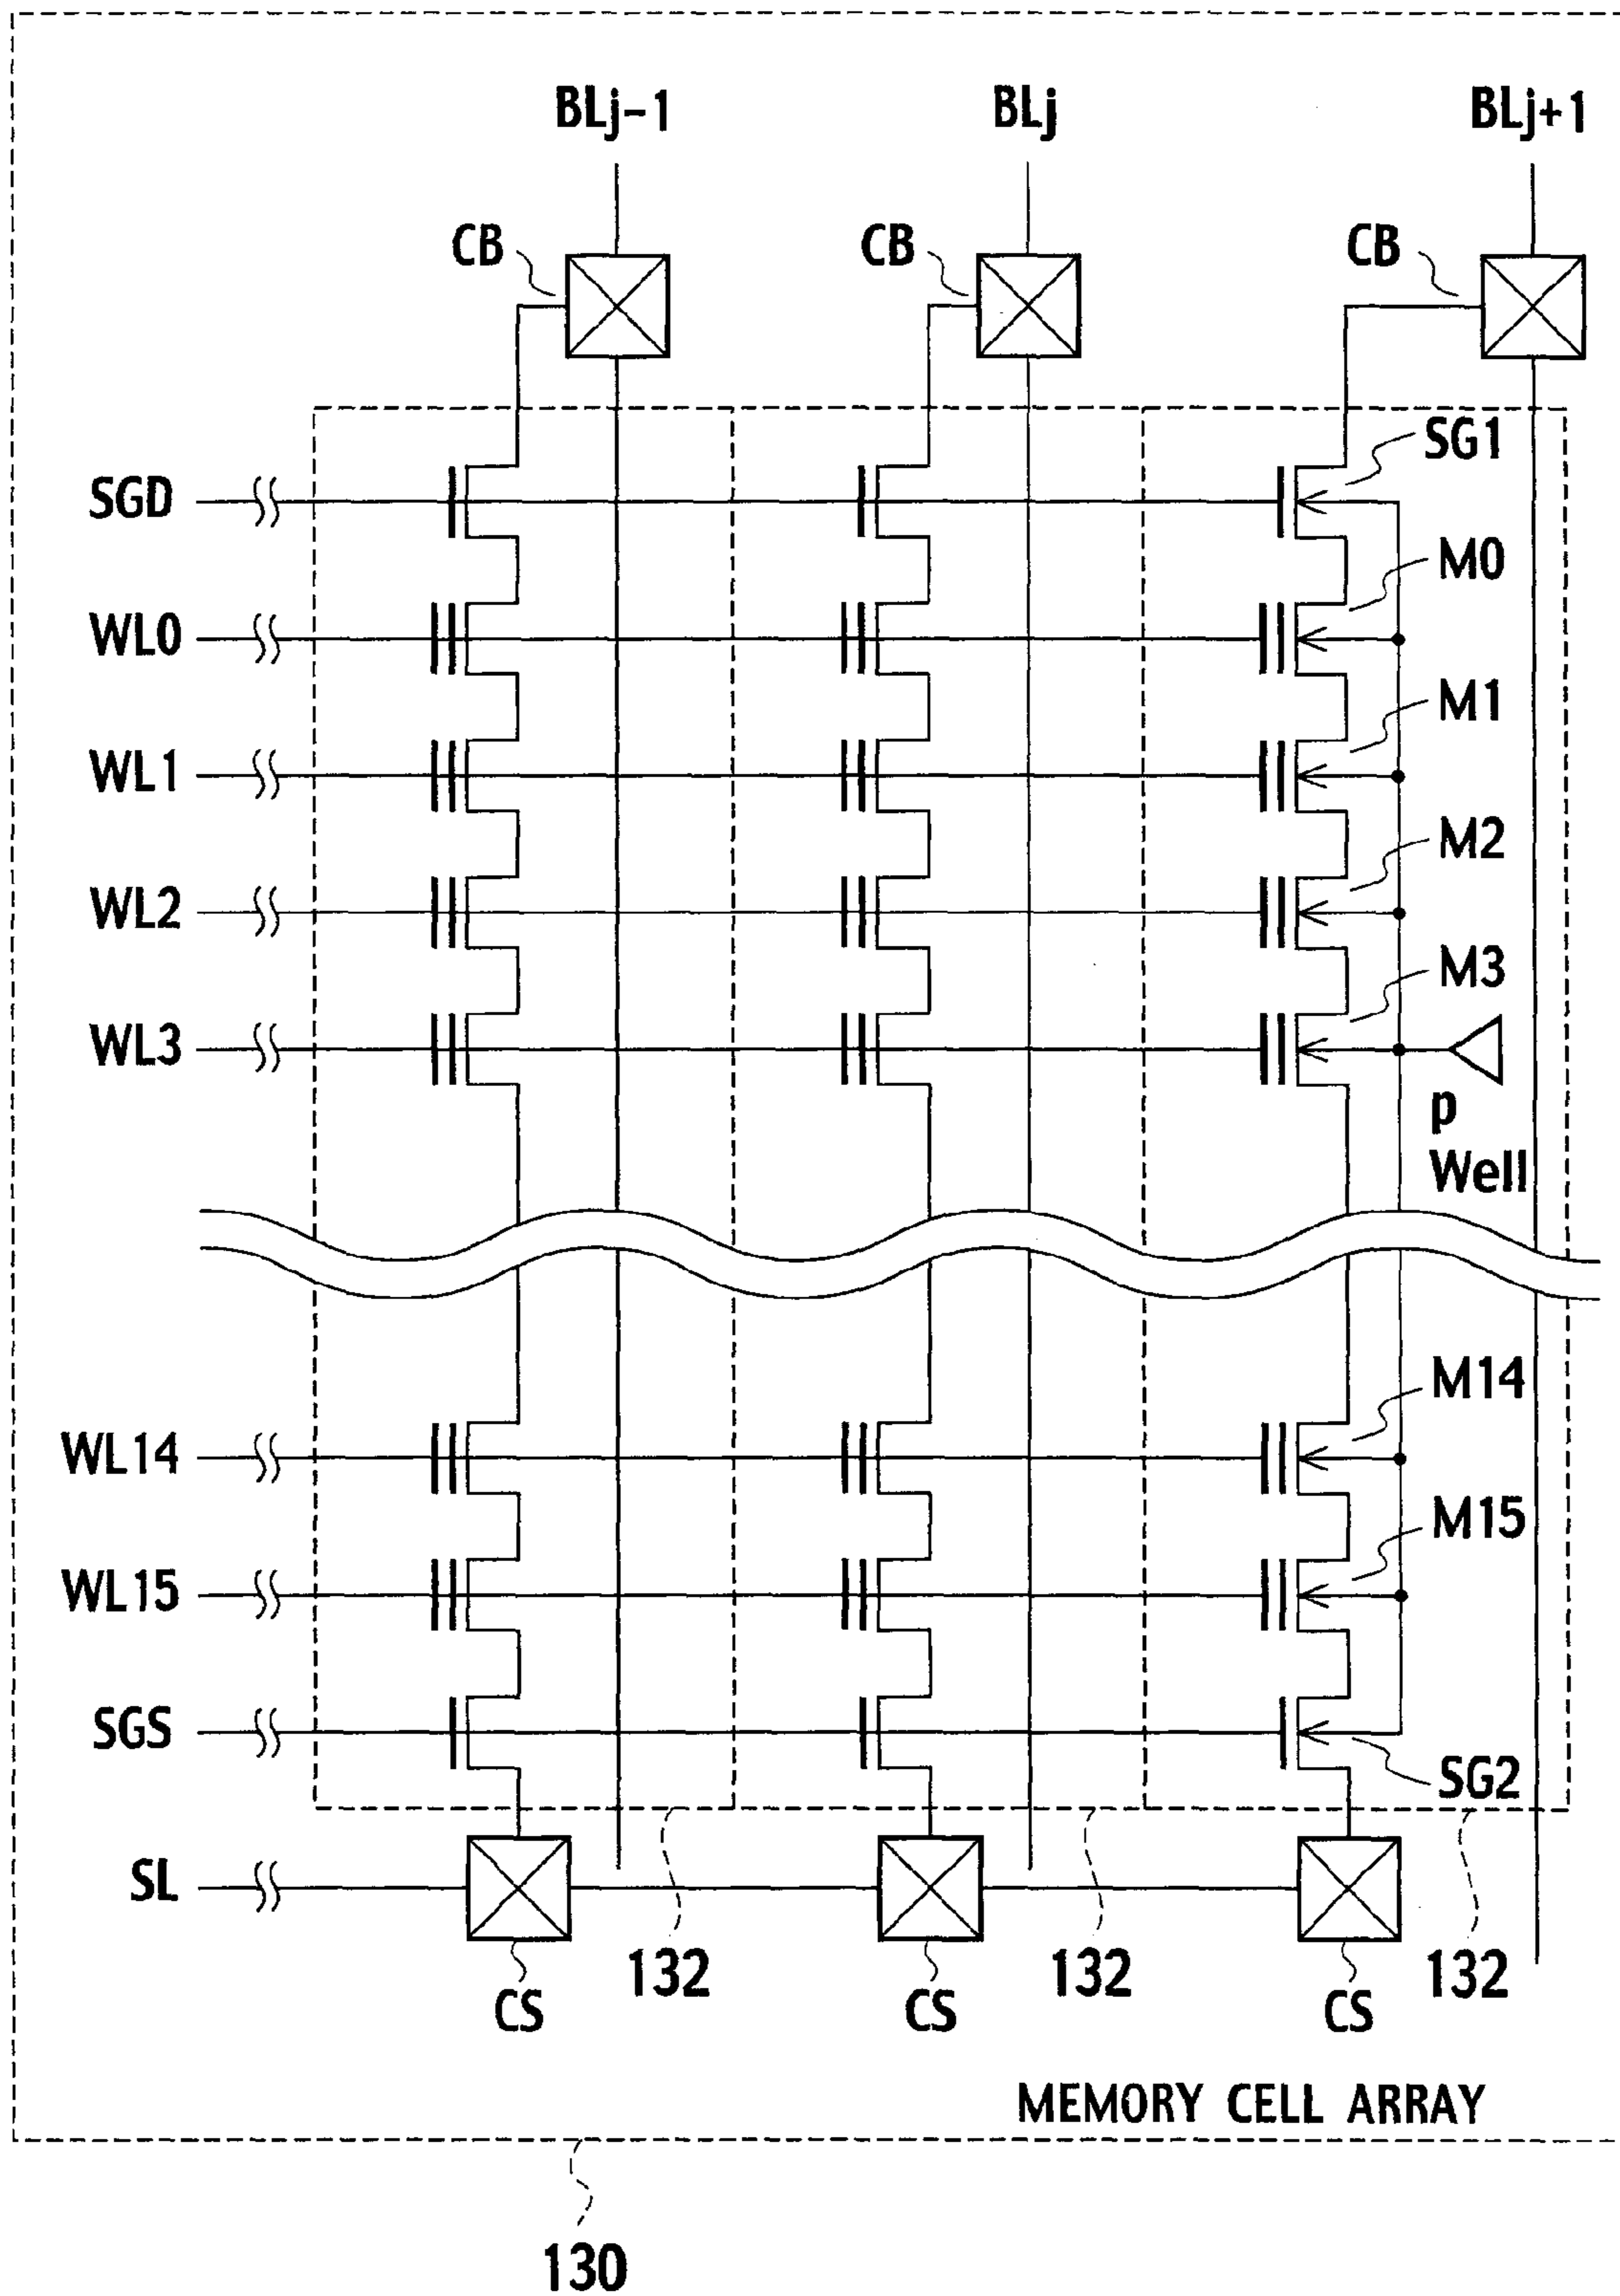 BLj-1 BLj BLj+1
CB CB CB
SG1
SGD
M0
WL0
M1
WL1
M2
WL2
M3
WL3
p
Well
M14
WL14
M15
WL15
SGS
SG2
SL
132 132 132
CS CS CS
MEMORY CELL ARRAY
130